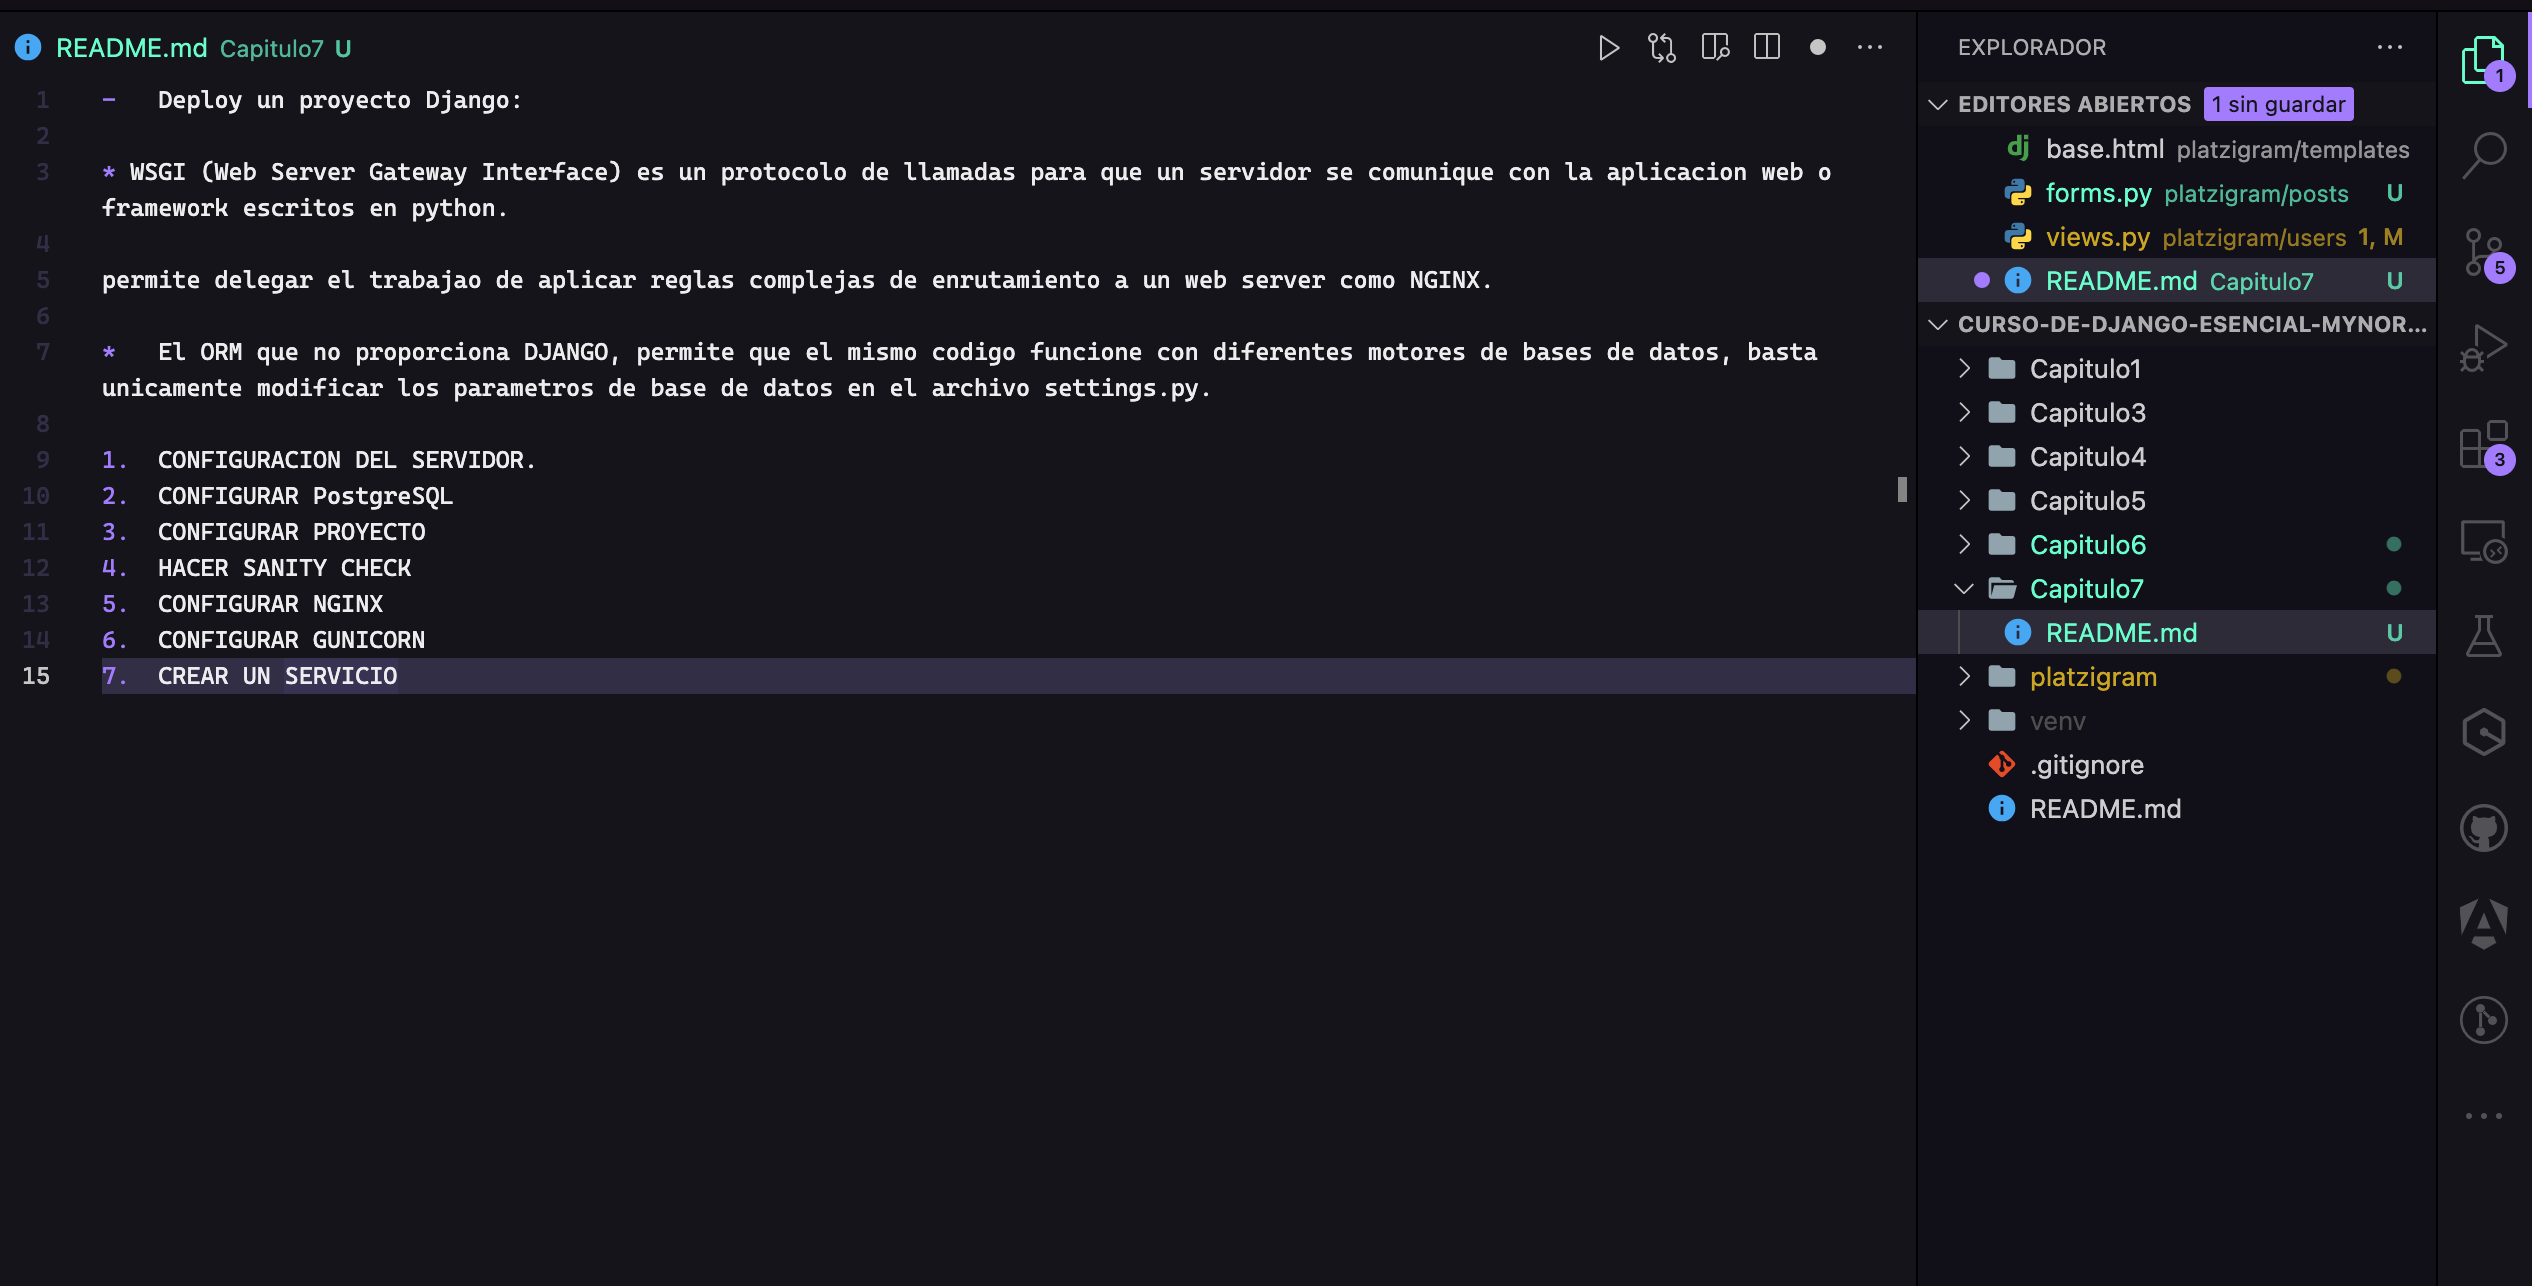 README.md Capitulo7 U
1 - Deploy un proyecto Django:
2
3 * WSGI (Web Server Gateway Interface) es un protocolo de llamadas para que un servidor se comunique con la aplicacion web o
framework escritos en python.
4
5 permite delegar el trabajao de aplicar reglas complejas de enrutamiento a un web server como NGINX.
6
7 * El ORM que no proporciona DJANGO, permite que el mismo codigo funcione con diferentes motores de bases de datos, basta
unicamente modificar los parametros de base de datos en el archivo settings.py.
8
9 1. CONFIGURACION DEL SERVIDOR.
10 2. CONFIGURAR PostgreSQL
11 3. CONFIGURAR PROYECTO
12 4. HACER SANITY CHECK
13 5. CONFIGURAR NGINX
14 6. CONFIGURAR GUNICORN
15 7. CREAR UN SERVICIO
EXPLORADOR
EDITORES ABIERTOS 1 sin guardar
dj base.html platzigram/templates
forms.py platzigram/posts U
views.py platzigram/users 1, M
README.md Capitulo7 U
CURSO-DE-DJANGO-ESENCIAL-MYNOR...
Capitulo1
Capitulo3
Capitulo4
Capitulo5
Capitulo6
Capitulo7
README.md U
platzigram
venv
.gitignore
README.md
1
5
3